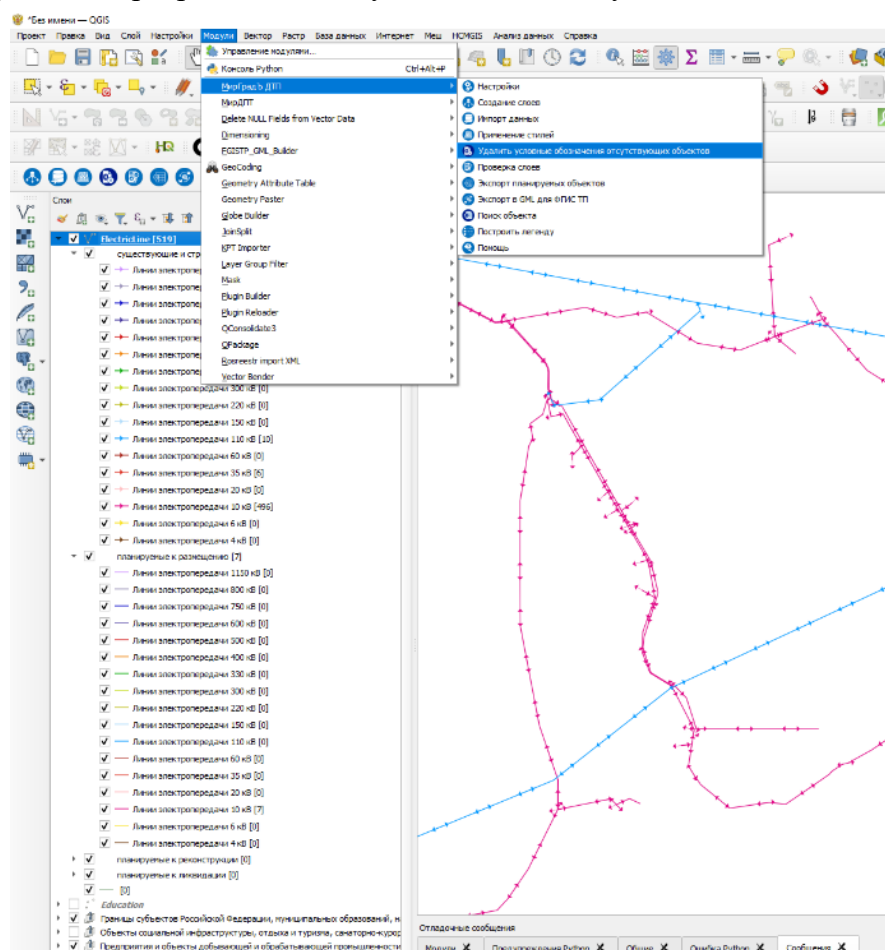 *Без имени — QGIS
Проект Правка Вид Слой Настройки Модули Вектор Растр База данных Интернет Меш HCMGIS Анализ данных Справка
Управление модулями...
Консоль Python Ctrl+Alt+P
МирГрадЪ ДТП
МирДПТ
Delete NULL Fields from Vector Data
Dimensioning
FGISTP_GML_Builder
GeoCoding
Geometry Attribute Table
Geometry Paster
Globe Builder
JoinSplit
KPT Importer
Layer Group Filter
Mask
Plugin Builder
Plugin Reloader
QConsolidate3
QPackage
Rosreestr import XML
Vector Bender
Настройки
Создание слоев
Импорт данных
Применение стилей
Удалить условные обозначения отсутствующих объектов
Проверка слоев
Экспорт планируемых объектов
Экспорт в GML для ФГИС ТП
Поиск объекта
Построить легенду
Помощь
Слои
ElectricLine [519]
существующие и стр
Линии электропере
Линии электропере
Линии электропере
Линии электропере
Линии электропере
Линии электропере
Линии электропере
Линии электропередачи 300 кВ [0]
Линии электропередачи 220 кВ [0]
Линии электропередачи 150 кВ [0]
Линии электропередачи 110 кВ [10]
Линии электропередачи 60 кВ [0]
Линии электропередачи 35 кВ [6]
Линии электропередачи 20 кВ [0]
Линии электропередачи 10 кВ [496]
Линии электропередачи 6 кВ [0]
Линии электропередачи 4 кВ [0]
планируемые к размещению [7]
Линии электропередачи 1150 кВ [0]
Линии электропередачи 800 кВ [0]
Линии электропередачи 750 кВ [0]
Линии электропередачи 600 кВ [0]
Линии электропередачи 500 кВ [0]
Линии электропередачи 400 кВ [0]
Линии электропередачи 330 кВ [0]
Линии электропередачи 300 кВ [0]
Линии электропередачи 220 кВ [0]
Линии электропередачи 150 кВ [0]
Линии электропередачи 110 кВ [0]
Линии электропередачи 60 кВ [0]
Линии электропередачи 35 кВ [0]
Линии электропередачи 20 кВ [0]
Линии электропередачи 10 кВ [7]
Линии электропередачи 6 кВ [0]
Линии электропередачи 4 кВ [0]
планируемые к реконструкции [0]
планируемые к ликвидации [0]
[0]
Education
Границы субъектов Российской Федерации, муниципальных образований, н
Объекты социальной инфраструктуры, отдыха и туризма, санаторно-курор
Предприятия и объекты добывающей и обрабатывающей промышленности
Отладочные сообщения
Модули Предупреждения Python Общие Ошибка Python Сообщения